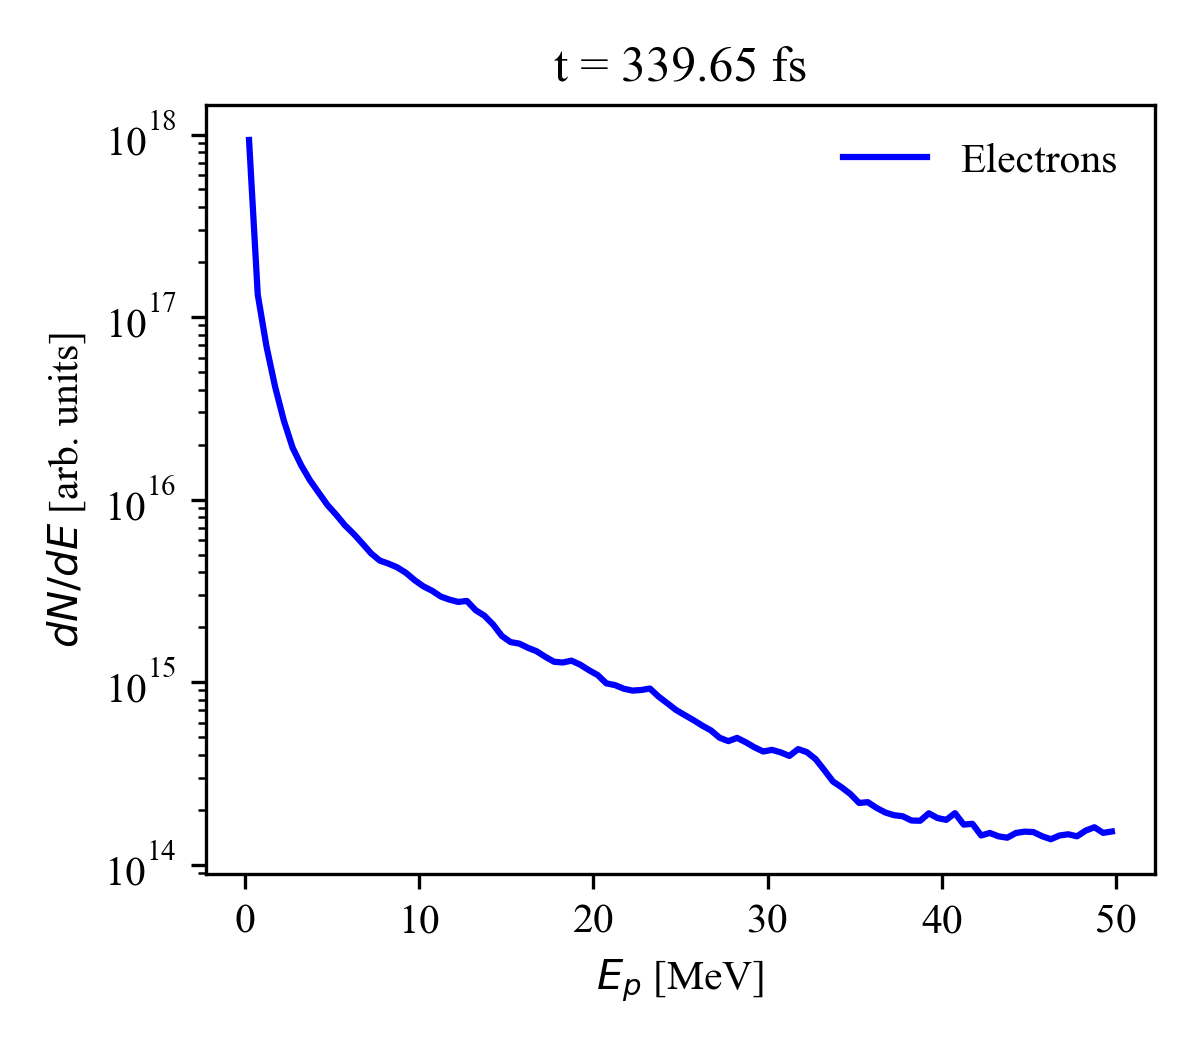 t = 339.65 fs
Electrons
dN/dE [arb. units]
10^18
10^17
10^16
10^15
10^14
0 10 20 30 40 50
E_p [MeV]